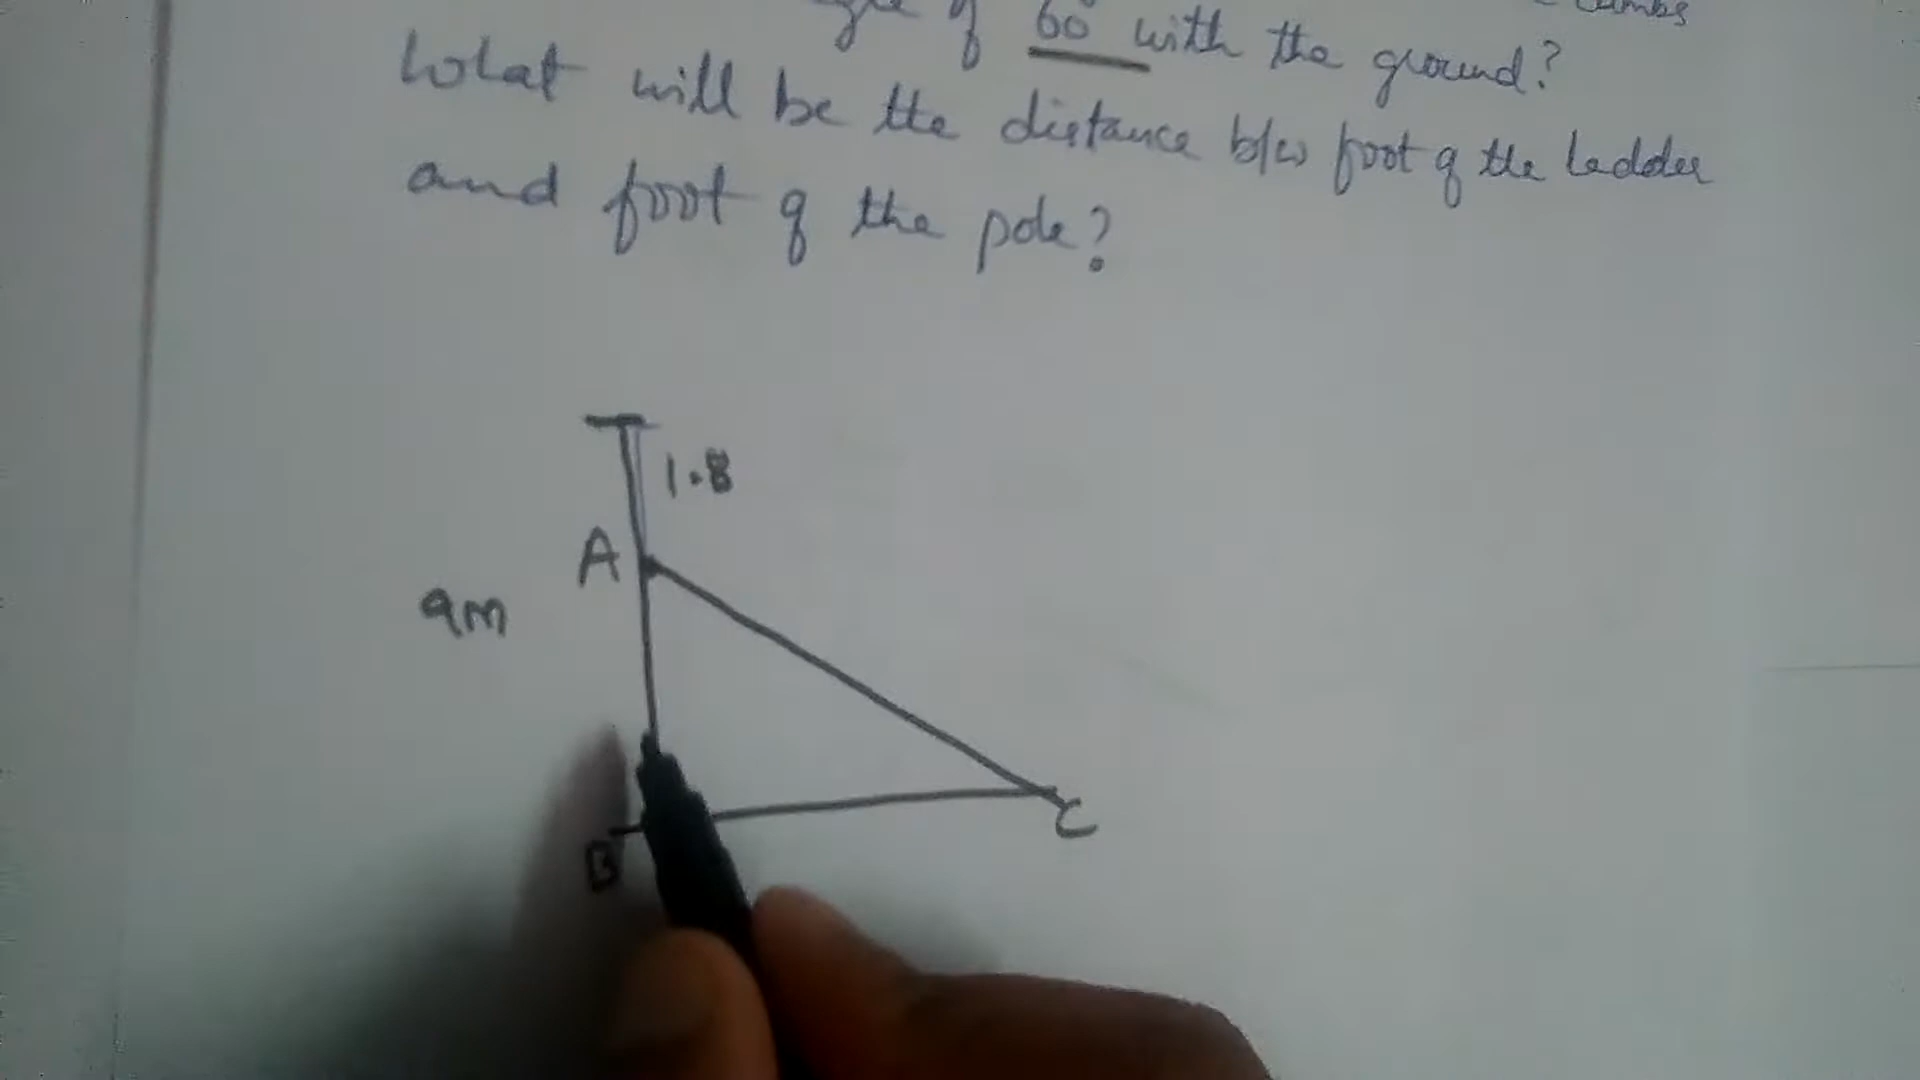 of 60° with the ground?
What will be the distance b/w foot of the ladder
and foot of the pole?
1.8
A
9m
C
B